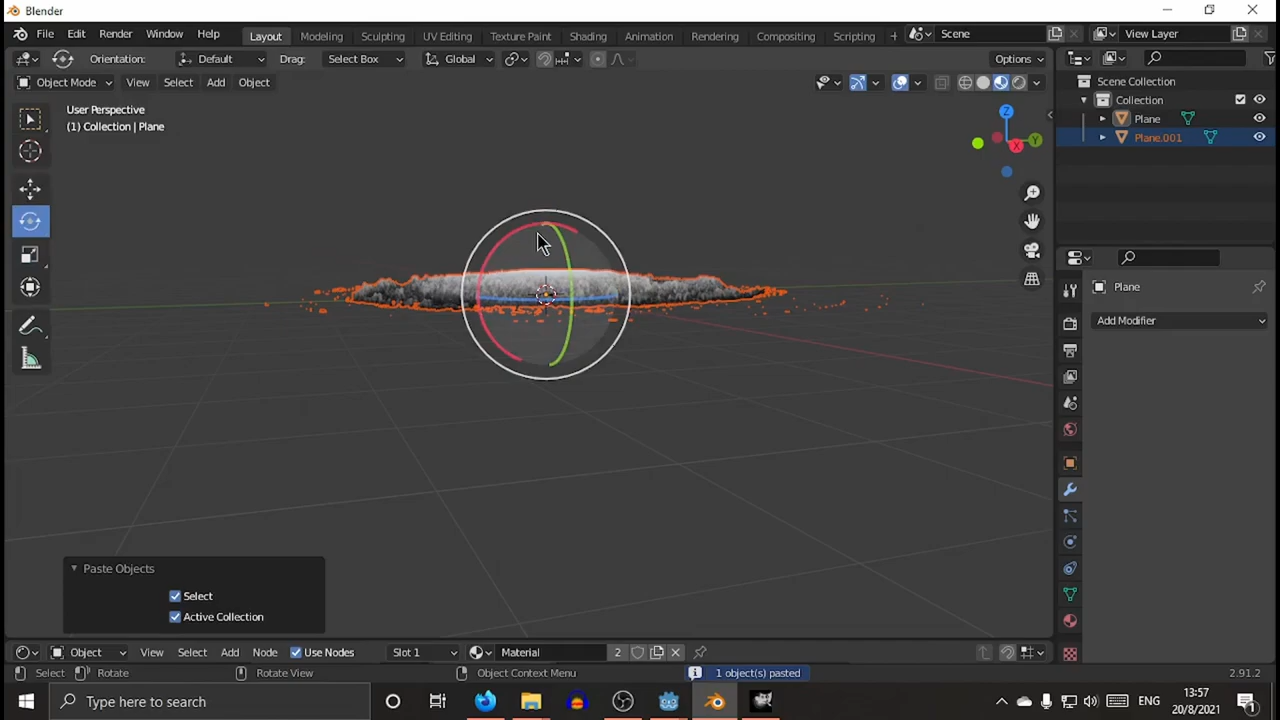 Blender
File Edit Render Window Help Layout Modeling Sculpting UV Editing Texture Paint Shading Animation Rendering Compositing Scripting + Scene View Layer
Orientation: Default Drag: Select Box Global Options
Object Mode View Select Add Object
User Perspective
(1) Collection | Plane
Z
Y
X
Scene Collection
Collection
Plane
Plane.001
Plane
Add Modifier
Paste Objects
Select
Active Collection
Object View Select Add Node Use Nodes Slot 1 Material 2
Select Rotate Rotate View Object Context Menu 1 object(s) pasted 2.91.2
Type here to search
ENG
13:57
20/8/2021
1